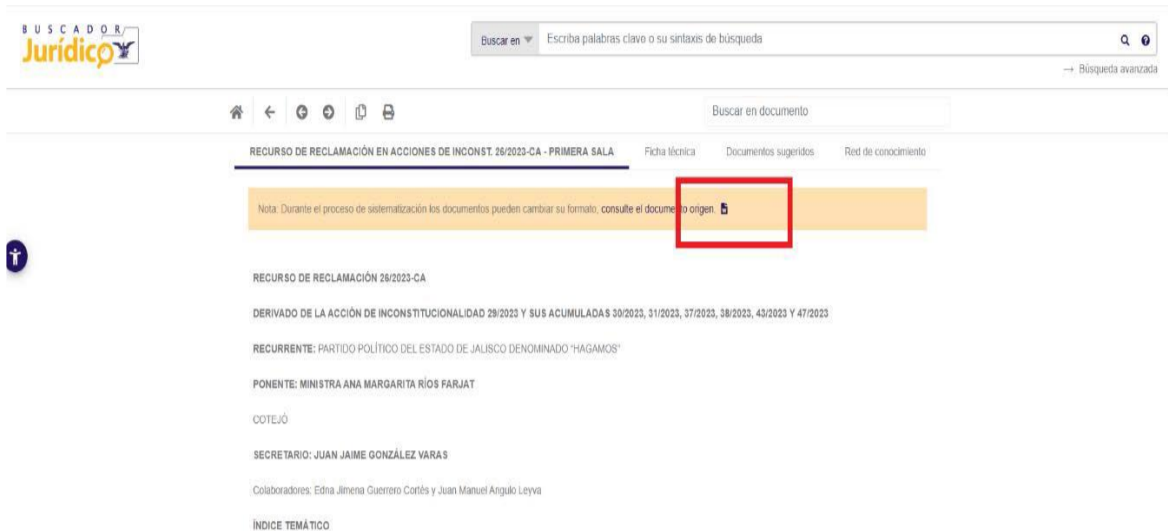 BUSCADOR
Jurídico
Buscar en Escriba palabras clave o su sintaxis de búsqueda
→ Búsqueda avanzada
Buscar en documento
RECURSO DE RECLAMACIÓN EN ACCIONES DE INCONST. 26/2023-CA - PRIMERA SALA Ficha técnica Documentos sugeridos Red de conocimiento
Nota: Durante el proceso de sistematización los documentos pueden cambiar su formato, consulte el documento origen.
RECURSO DE RECLAMACIÓN 26/2023-CA
DERIVADO DE LA ACCIÓN DE INCONSTITUCIONALIDAD 29/2023 Y SUS ACUMULADAS 30/2023, 31/2023, 37/2023, 38/2023, 43/2023 Y 47/2023
RECURRENTE: PARTIDO POLÍTICO DEL ESTADO DE JALISCO DENOMINADO "HAGAMOS"
PONENTE: MINISTRA ANA MARGARITA RÍOS FARJAT
COTEJÓ
SECRETARIO: JUAN JAIME GONZÁLEZ VARAS
Colaboradores: Edna Jimena Guerrero Cortés y Juan Manuel Angulo Leyva
ÍNDICE TEMÁTICO